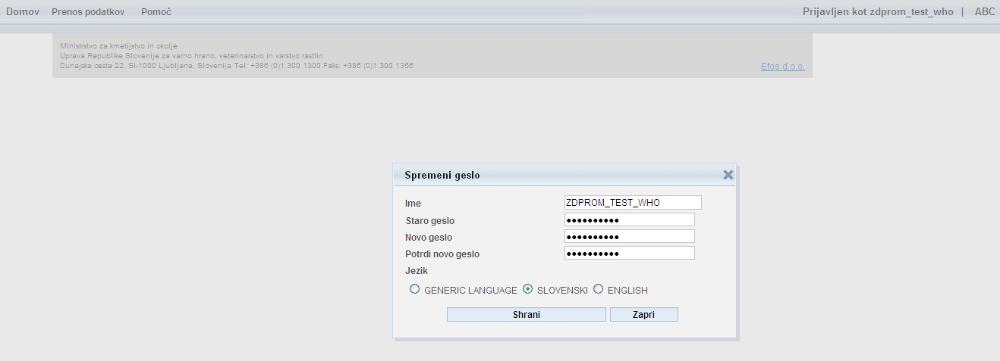 Domov Prenos podatkov Pomoč Prijavljen kot zdprom_test_who | ABC
Ministrstvo za kmetijstvo in okolje
Uprava Republike Slovenije za varno hrano, veterinarstvo in varstvo rastlin
Dunajska cesta 22, SI-1000 Ljubljana, Slovenija Tel: +386 (0)1 300 1300 Faks: +386 (0)1 300 1356
Efos d.o.o.
Spremeni geslo
Ime ZDPROM_TEST_WHO
Staro geslo ●●●●●●●●●●
Novo geslo ●●●●●●●●●●
Potrdi novo geslo ●●●●●●●●●●
Jezik
GENERIC LANGUAGE SLOVENSKI ENGLISH
Shrani Zapri